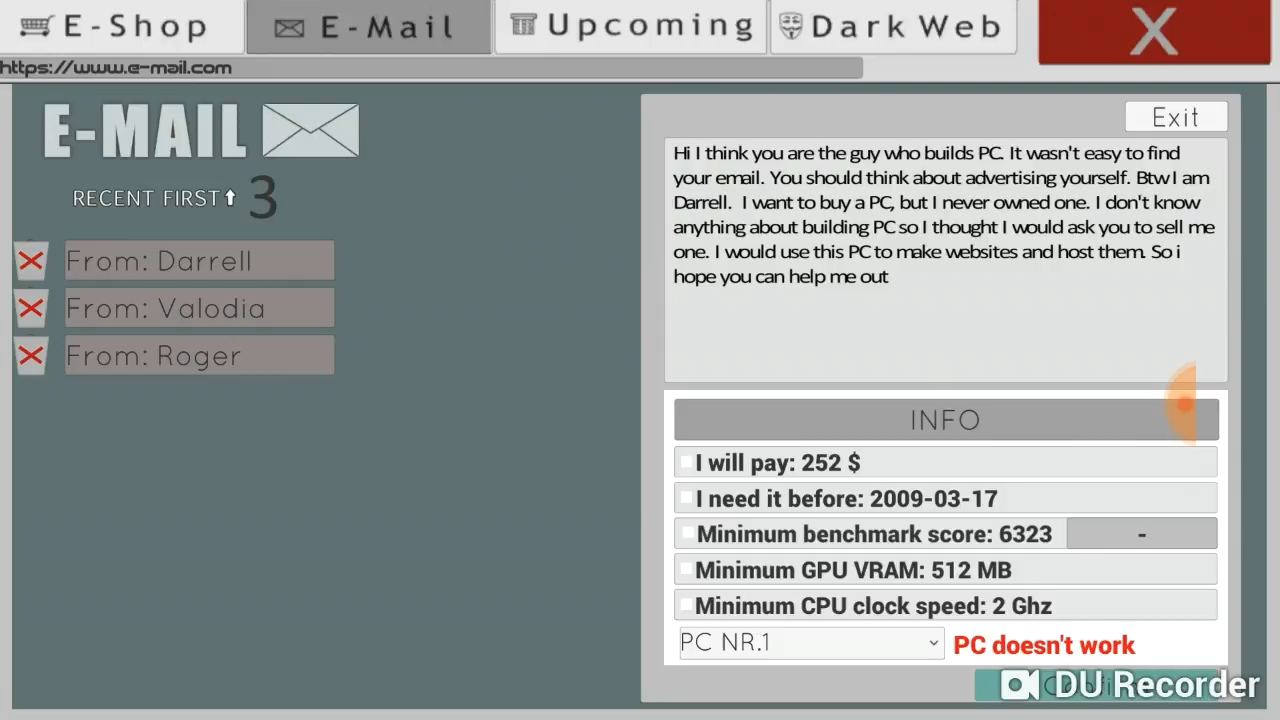 E-Shop
E-Mail
Upcoming
Dark Web
X
https://www.e-mail.com
E-MAIL
RECENT FIRST 3
From: Darrell
From: Valodia
From: Roger
Exit
Hi I think you are the guy who builds PC. It wasn't easy to find
your email. You should think about advertising yourself. Btw I am
Darrell. I want to buy a PC, but I never owned one. I don't know
anything about building PC so I thought I would ask you to sell me
one. I would use this PC to make websites and host them. So i
hope you can help me out
INFO
I will pay: 252 $
I need it before: 2009-03-17
Minimum benchmark score: 6323 -
Minimum GPU VRAM: 512 MB
Minimum CPU clock speed: 2 Ghz
PC NR.1
PC doesn't work
DU Recorder